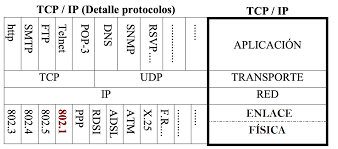 TCP / IP (Detalle protocolos)
TCP / IP
http
SMTP
FTP
Telnet
POP-3
DNS
SNMP
RSVP...
........
......
APLICACIÓN
TCP
UDP
TRANSPORTE
IP
RED
802.3
802.4
802.5
802.1
PPP
RDSI
ADSL
ATM
X.25
F.R...
........
......
ENLACE
FÍSICA